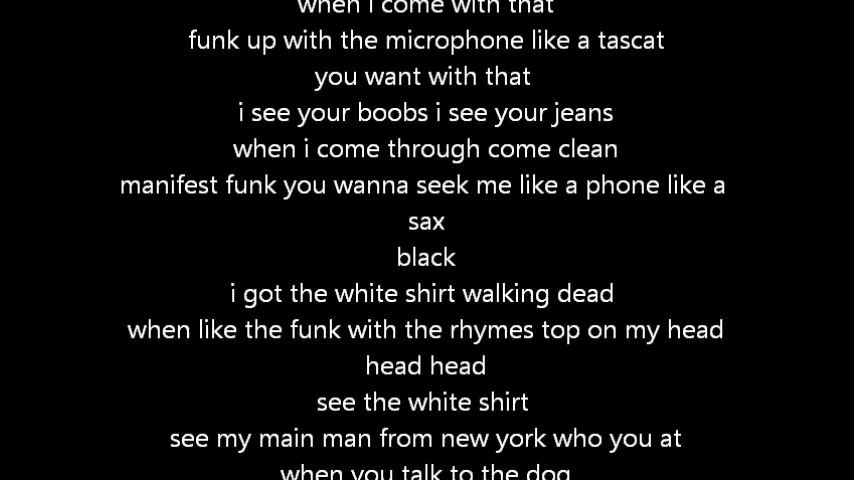 when i come with that
funk up with the microphone like a tascat
you want with that
i see your boobs i see your jeans
when i come through come clean
manifest funk you wanna seek me like a phone like a
sax
black
i got the white shirt walking dead
when like the funk with the rhymes top on my head
head head
see the white shirt
see my main man from new york who you at
when you talk to the dog